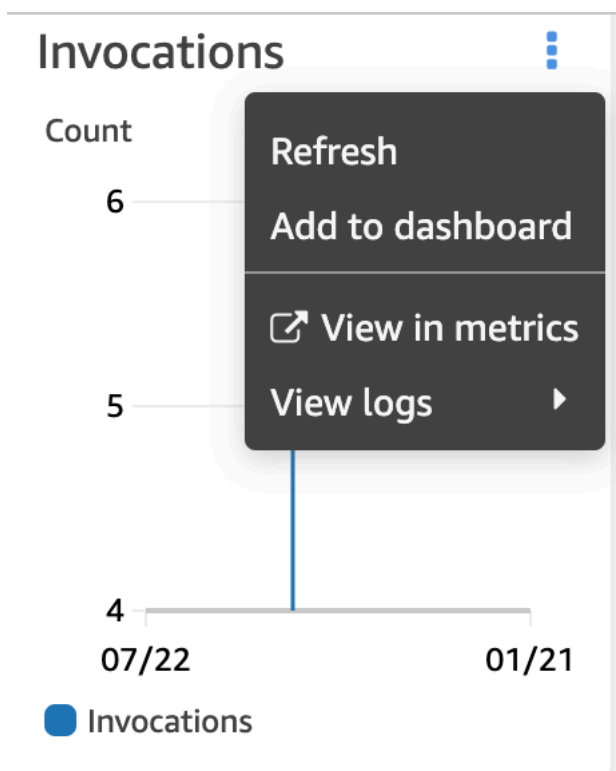 Invocations
Count
Refresh
6
Add to dashboard
View in metrics
5
View logs
4
07/22
01/21
Invocations